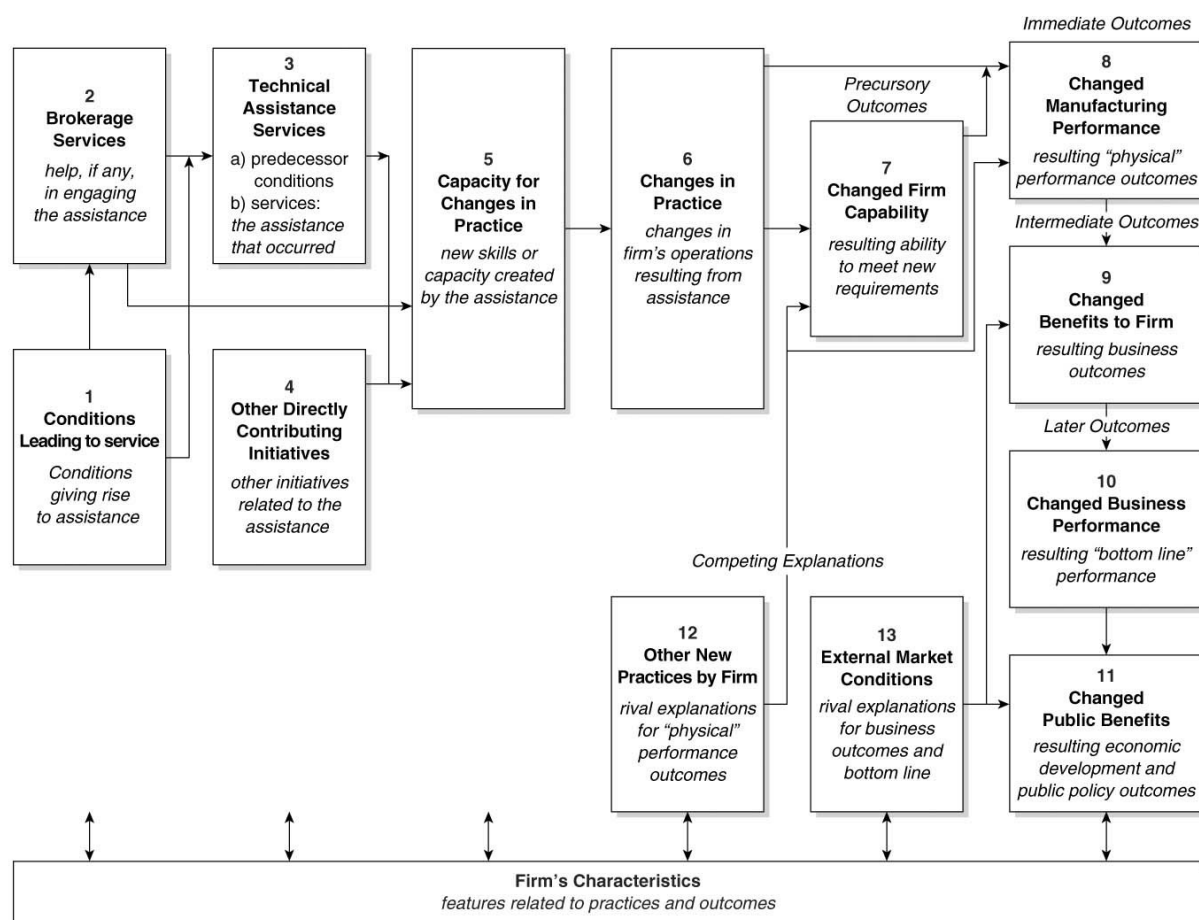 2
Brokerage
Services
help, if any,
in engaging
the assistance
3
Technical
Assistance
Services
a) predecessor
conditions
b) services:
the assistance
that occurred
1
Conditions
Leading to service
Conditions
giving rise
to assistance
4
Other Directly
Contributing
Initiatives
other initiatives
related to the
assistance
5
Capacity for
Changes in
Practice
new skills or
capacity created
by the assistance
6
Changes in
Practice
changes in
firm's operations
resulting from
assistance
Precursory
Outcomes
7
Changed Firm
Capability
resulting ability
to meet new
requirements
Immediate Outcomes
8
Changed
Manufacturing
Performance
resulting “physical”
performance outcomes
Intermediate Outcomes
9
Changed
Benefits to Firm
resulting business
outcomes
Later Outcomes
10
Changed Business
Performance
resulting “bottom line”
performance
11
Changed
Public Benefits
resulting economic
development and
public policy outcomes
Competing Explanations
12
Other New
Practices by Firm
rival explanations
for “physical”
performance
outcomes
13
External Market
Conditions
rival explanations
for business
outcomes and
bottom line
Firm's Characteristics
features related to practices and outcomes